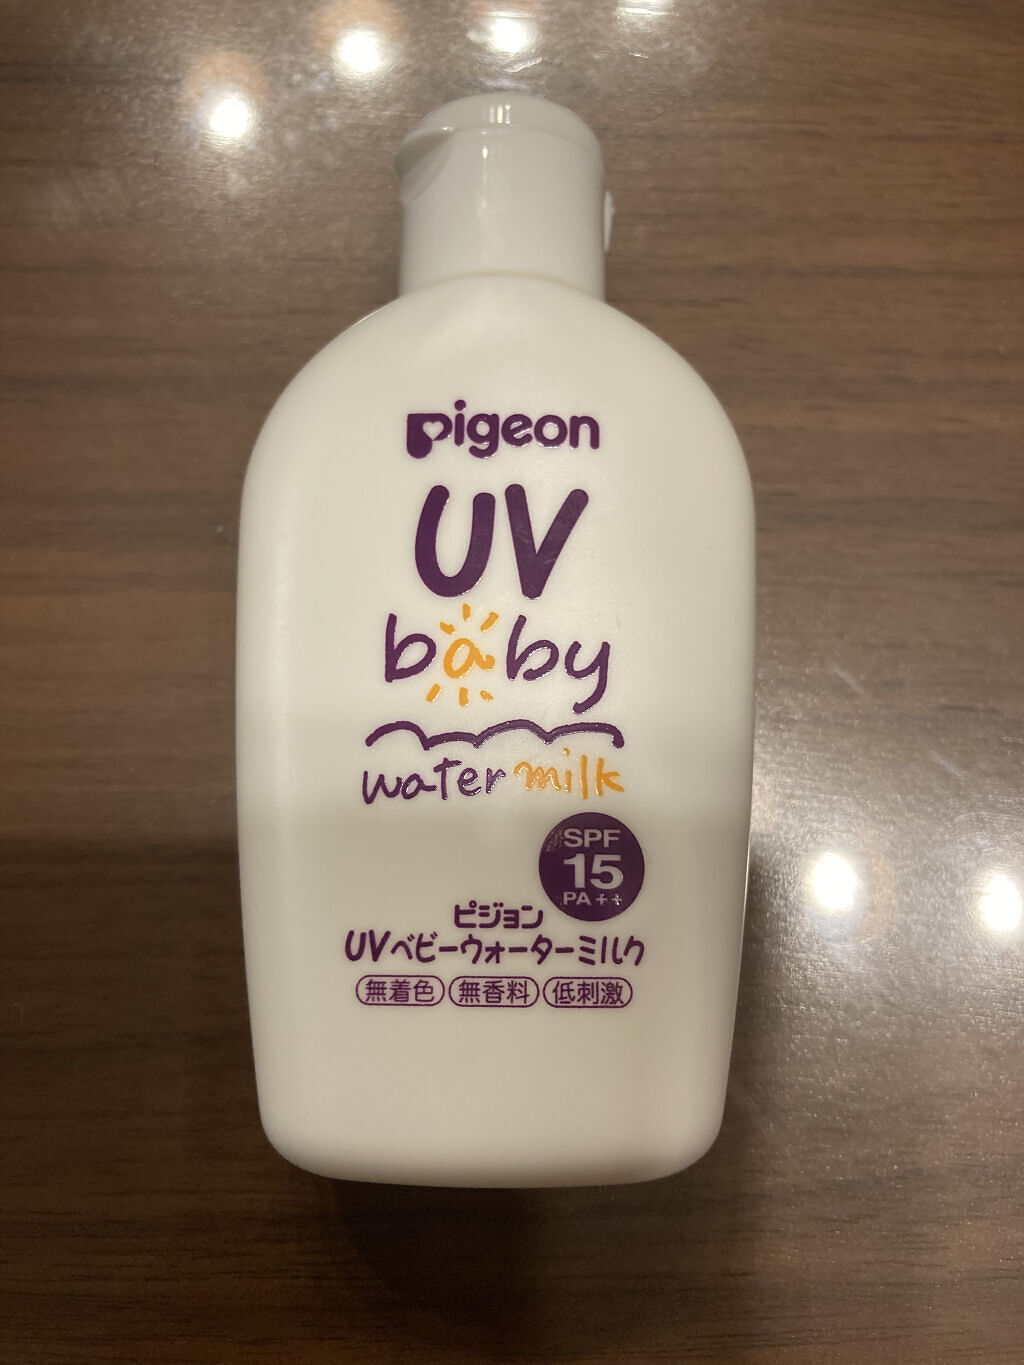 pigeon
UV
baby
water milk
SPF
15
PA++
ピジョン
UVベビーウォーターミルク
無着色 無香料 低刺激